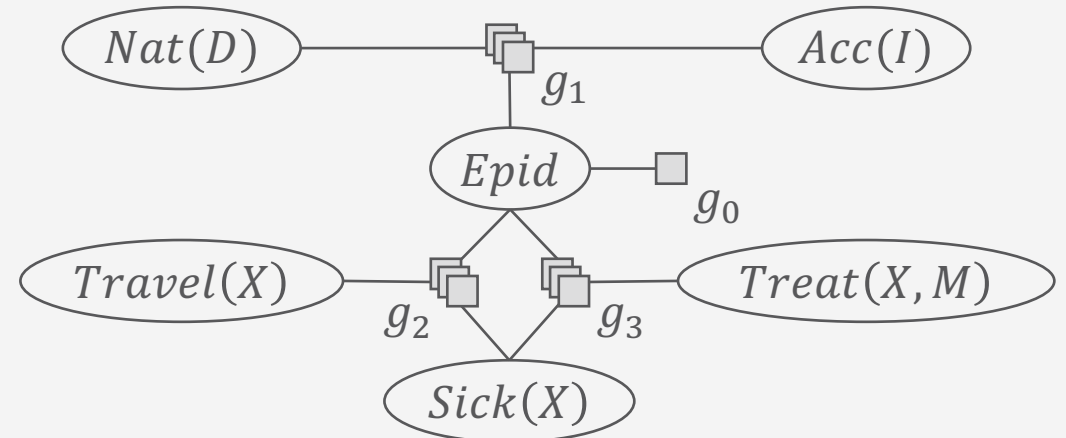 Nat(D)
Acc(I)
g₁
Epid
g₀
Travel(X)
Treat(X, M)
g₂
g₃
Sick(X)